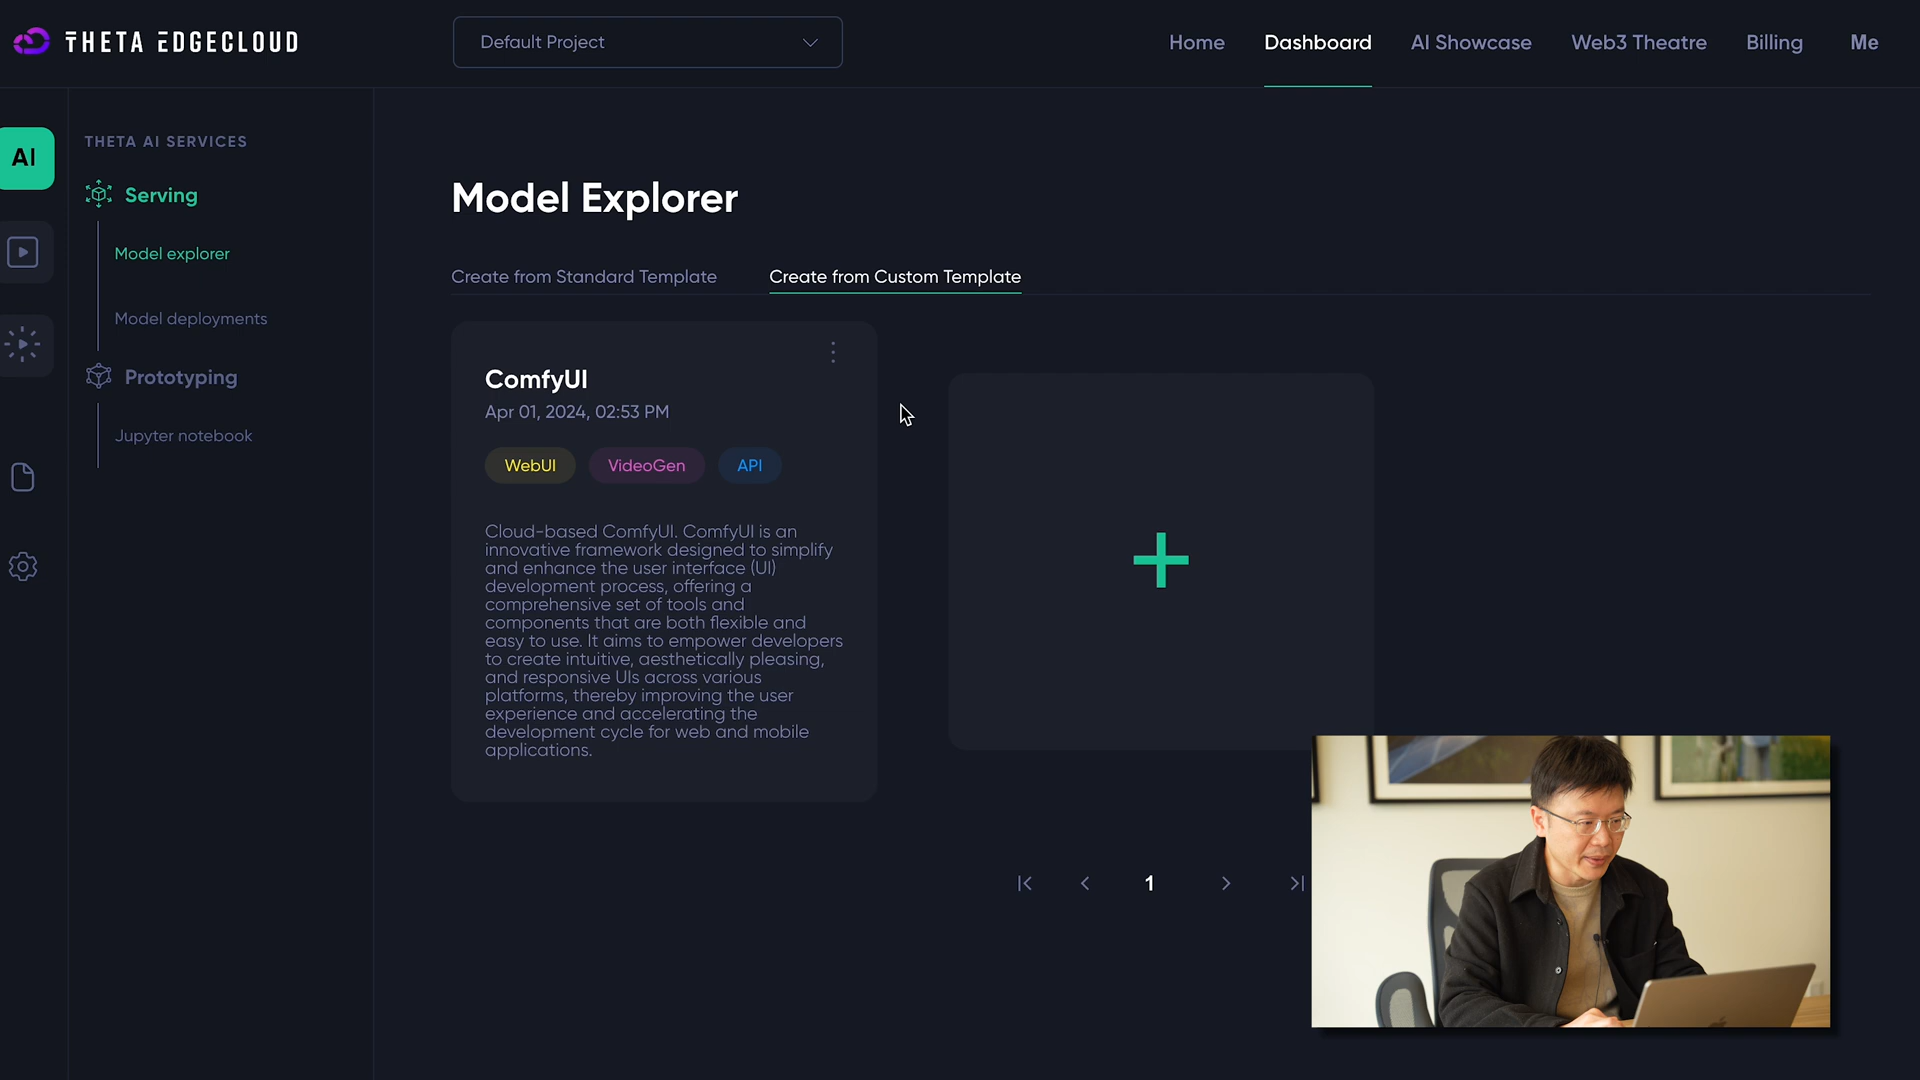 THETA EDGECLOUD
Default Project
Home
Dashboard
AI Showcase
Web3 Theatre
Billing
Me
AI
THETA AI SERVICES
Serving
Model explorer
Model deployments
Prototyping
Jupyter notebook
Model Explorer
Create from Standard Template
Create from Custom Template
ComfyUI
Apr 01, 2024, 02:53 PM
WebUI
VideoGen
API
Cloud-based ComfyUI. ComfyUI is an
innovative framework designed to simplify
and enhance the user interface (UI)
development process, offering a
comprehensive set of tools and
components that are both flexible and
easy to use. It aims to empower developers
to create intuitive, aesthetically pleasing,
and responsive UIs across various
platforms, thereby improving the user
experience and accelerating the
development cycle for web and mobile
applications.
1